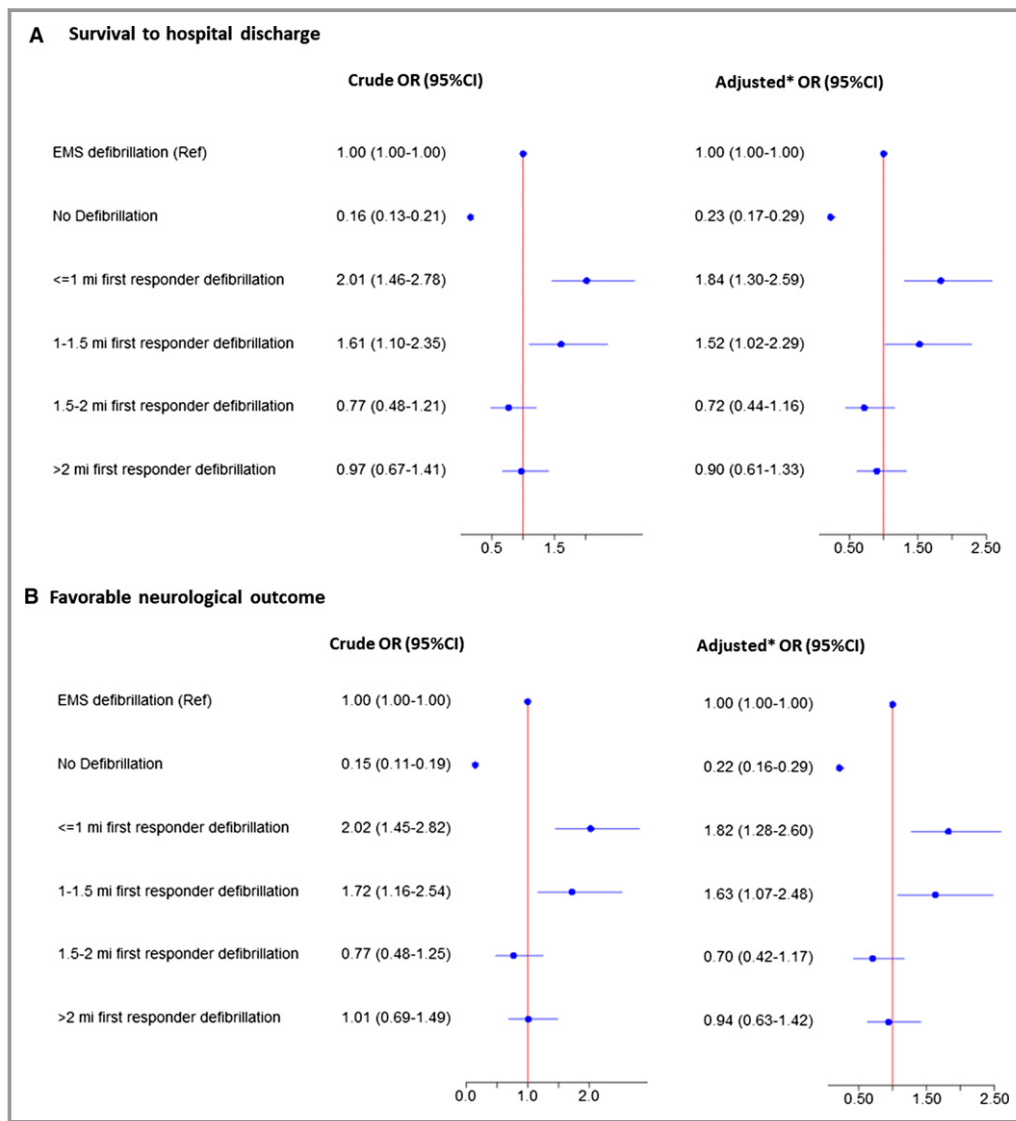 A Survival to hospital discharge
Crude OR (95%CI) Adjusted* OR (95%CI)
EMS defibrillation (Ref) 1.00 (1.00-1.00) 1.00 (1.00-1.00)
No Defibrillation 0.16 (0.13-0.21) 0.23 (0.17-0.29)
<=1 mi first responder defibrillation 2.01 (1.46-2.78) 1.84 (1.30-2.59)
1-1.5 mi first responder defibrillation 1.61 (1.10-2.35) 1.52 (1.02-2.29)
1.5-2 mi first responder defibrillation 0.77 (0.48-1.21) 0.72 (0.44-1.16)
>2 mi first responder defibrillation 0.97 (0.67-1.41) 0.90 (0.61-1.33)
0.5 1.5 0.50 1.50 2.50
B Favorable neurological outcome
Crude OR (95%CI) Adjusted* OR (95%CI)
EMS defibrillation (Ref) 1.00 (1.00-1.00) 1.00 (1.00-1.00)
No Defibrillation 0.15 (0.11-0.19) 0.22 (0.16-0.29)
<=1 mi first responder defibrillation 2.02 (1.45-2.82) 1.82 (1.28-2.60)
1-1.5 mi first responder defibrillation 1.72 (1.16-2.54) 1.63 (1.07-2.48)
1.5-2 mi first responder defibrillation 0.77 (0.48-1.25) 0.70 (0.42-1.17)
>2 mi first responder defibrillation 1.01 (0.69-1.49) 0.94 (0.63-1.42)
0.0 1.0 2.0 0.50 1.50 2.50